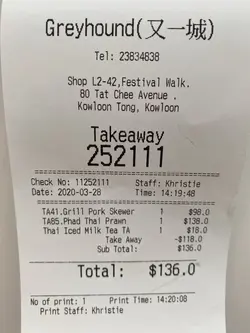 Greyhound(又一城)
Tel: 23834838
Shop L2-42,Festival Walk.
80 Tat Chee Avenue .
Kowloon Tong, Kowloon
Takeaway
252111
Check No: 11252111 Staff: Khristie
Date: 2020-03-28 Time: 14:19:48
TA41.Grill Pork Skewer 1 $98.0
TA85.Phad Thai Prawn 1 $138.0
Thai Iced Milk Tea TA 1 $18.0
Take Away -$118.0
Sub Total: $136.0
Total: $136.0
No of print: 1 Print Time: 14:20:08
Print Staff: Khristie